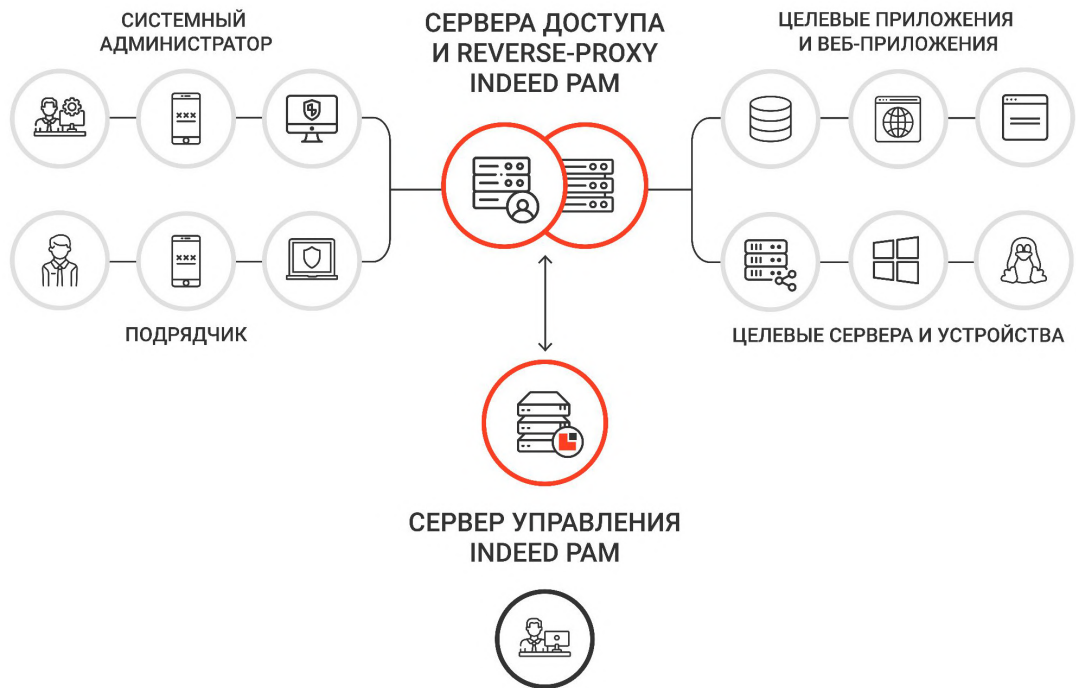 СИСТЕМНЫЙ
АДМИНИСТРАТОР
СЕРВЕРА ДОСТУПА
И REVERSE-PROXY
INDEED PAM
ЦЕЛЕВЫЕ ПРИЛОЖЕНИЯ
И ВЕБ-ПРИЛОЖЕНИЯ
xxx
xxx
ПОДРЯДЧИК
ЦЕЛЕВЫЕ СЕРВЕРА И УСТРОЙСТВА
СЕРВЕР УПРАВЛЕНИЯ
INDEED PAM